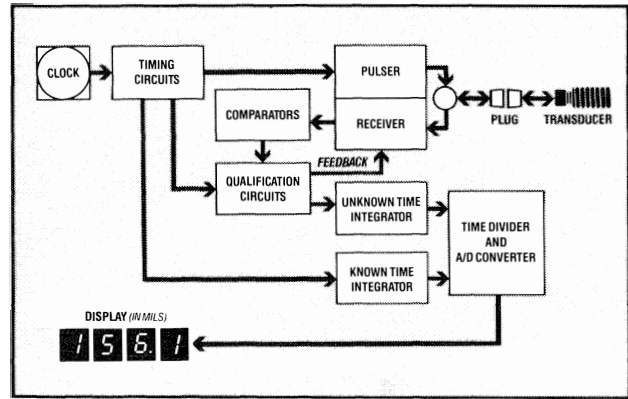 CLOCK
TIMING
CIRCUITS
PULSER
RECEIVER
COMPARATORS
PLUG
TRANSDUCER
FEEDBACK
QUALIFICATION
CIRCUITS
UNKNOWN TIME
INTEGRATOR
TIME DIVIDER
AND
A/D CONVERTER
KNOWN TIME
INTEGRATOR
DISPLAY (IN MILS)
156.1